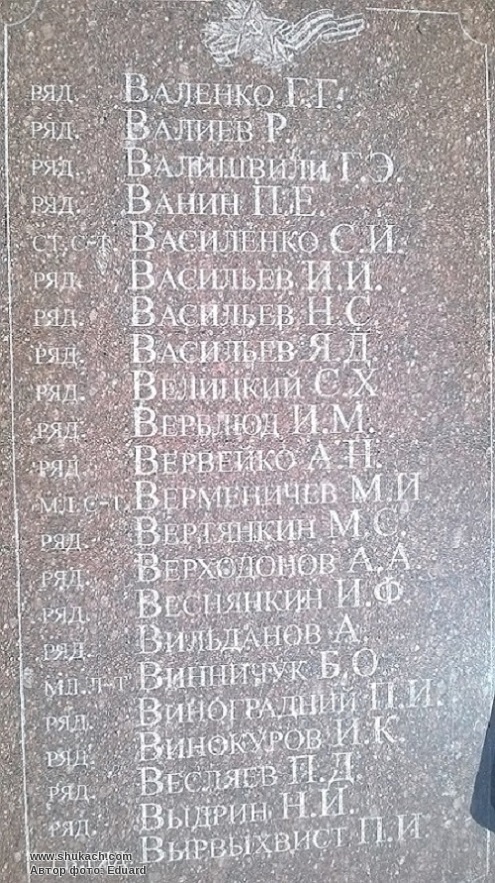 РЯД. ВАЛЕНКО Г.Г.
РЯД. ВАЛИЕВ Р.
РЯД. ВАЛИШВИЛИ Г.Э.
РЯД. ВАНИН П.Е.
СТ. С-Т. ВАСИЛЕНКО С.И.
РЯД. ВАСИЛЬЕВ И.И.
РЯД. ВАСИЛЬЕВ Н.С
РЯД. ВАСИЛЬЕВ Я.Д.
РЯД. ВЕЛИЦКИЙ С.Х
РЯД. ВЕРБЛЮД И.М.
РЯД. ВЕРВЕЙКО А.П.
МЛ. С-Т. ВЕРМЕНИЧЕВ М.И
РЯД. ВЕРТЯНКИН М.С.
РЯД. ВЕРХОДОНОВ А.А
РЯД. ВЕСНЯНКИН И.Ф.
РЯД. ВИЛЬДАНОВ А.
МЛ. Л-Т ВИННИЧУК Б.О.
РЯД. ВИНОГРАДНИЙ П.И.
РЯД. ВИНОКУРОВ И.К.
РЯД. ВЕСЛЯЕВ П.Д.
РЯД. ВЫДРИН Н.И.
ВЫРВЫХВИСТ П.И
www.shukach.com
Автор фото: Eduard